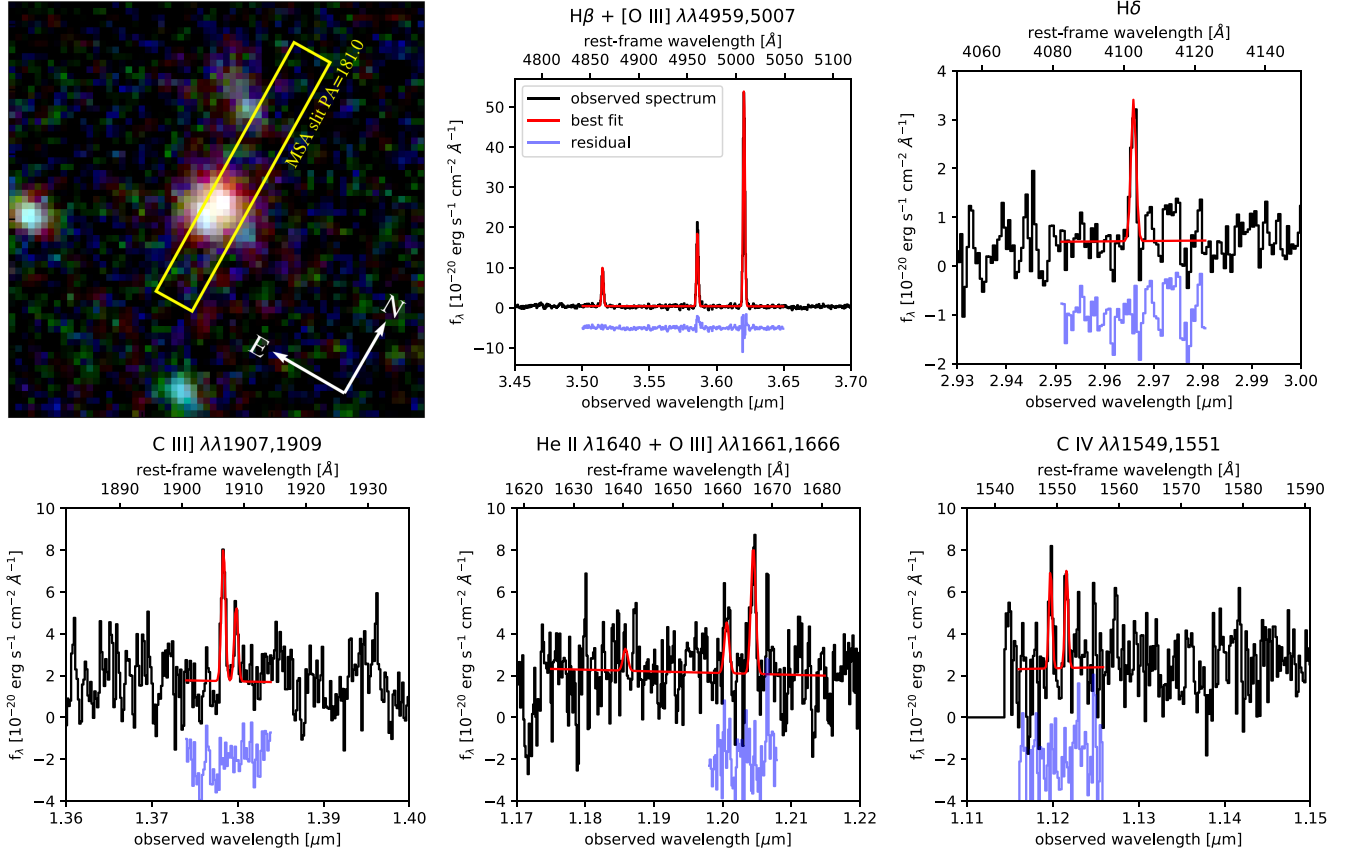 MSA slit PA=181.0
N
E
Hβ + [O III] λλ4959,5007
rest-frame wavelength [Å]
4800 4850 4900 4950 5000 5050 5100
50
40
30
20
10
0
−10
f_λ [10⁻²⁰ erg s⁻¹ cm⁻² Å⁻¹]
observed spectrum
best fit
residual
3.45 3.50 3.55 3.60 3.65 3.70
observed wavelength [μm]
Hδ
rest-frame wavelength [Å]
4060 4080 4100 4120 4140
4
3
2
1
0
−1
−2
f_λ [10⁻²⁰ erg s⁻¹ cm⁻² Å⁻¹]
2.93 2.94 2.95 2.96 2.97 2.98 2.99 3.00
observed wavelength [μm]
C III] λλ1907,1909
rest-frame wavelength [Å]
1890 1900 1910 1920 1930
10
8
6
4
2
0
−2
−4
f_λ [10⁻²⁰ erg s⁻¹ cm⁻² Å⁻¹]
1.36 1.37 1.38 1.39 1.40
observed wavelength [μm]
He II λ1640 + O III] λλ1661,1666
rest-frame wavelength [Å]
1620 1630 1640 1650 1660 1670 1680
10
8
6
4
2
0
−2
−4
f_λ [10⁻²⁰ erg s⁻¹ cm⁻² Å⁻¹]
1.17 1.18 1.19 1.20 1.21 1.22
observed wavelength [μm]
C IV λλ1549,1551
rest-frame wavelength [Å]
1540 1550 1560 1570 1580 1590
10
8
6
4
2
0
−2
−4
f_λ [10⁻²⁰ erg s⁻¹ cm⁻² Å⁻¹]
1.11 1.12 1.13 1.14 1.15
observed wavelength [μm]